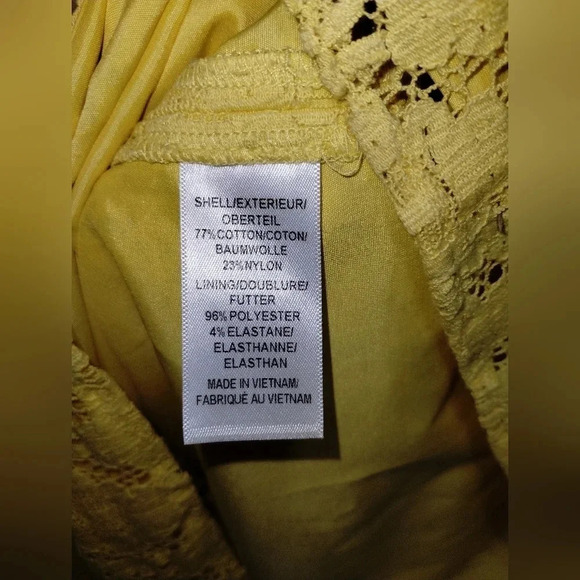 SHELL/EXTERIEUR/
OBERTEIL
77%COTTON/COTON/
BAUMWOLLE
23%NYLON
LINING/DOUBLURE/
FUTTER
96%POLYESTER
4%ELASTANE/
ELASTHANNE/
ELASTHAN
MADE IN VIETNAM/
FABRIQUÉ AU VIETNAM